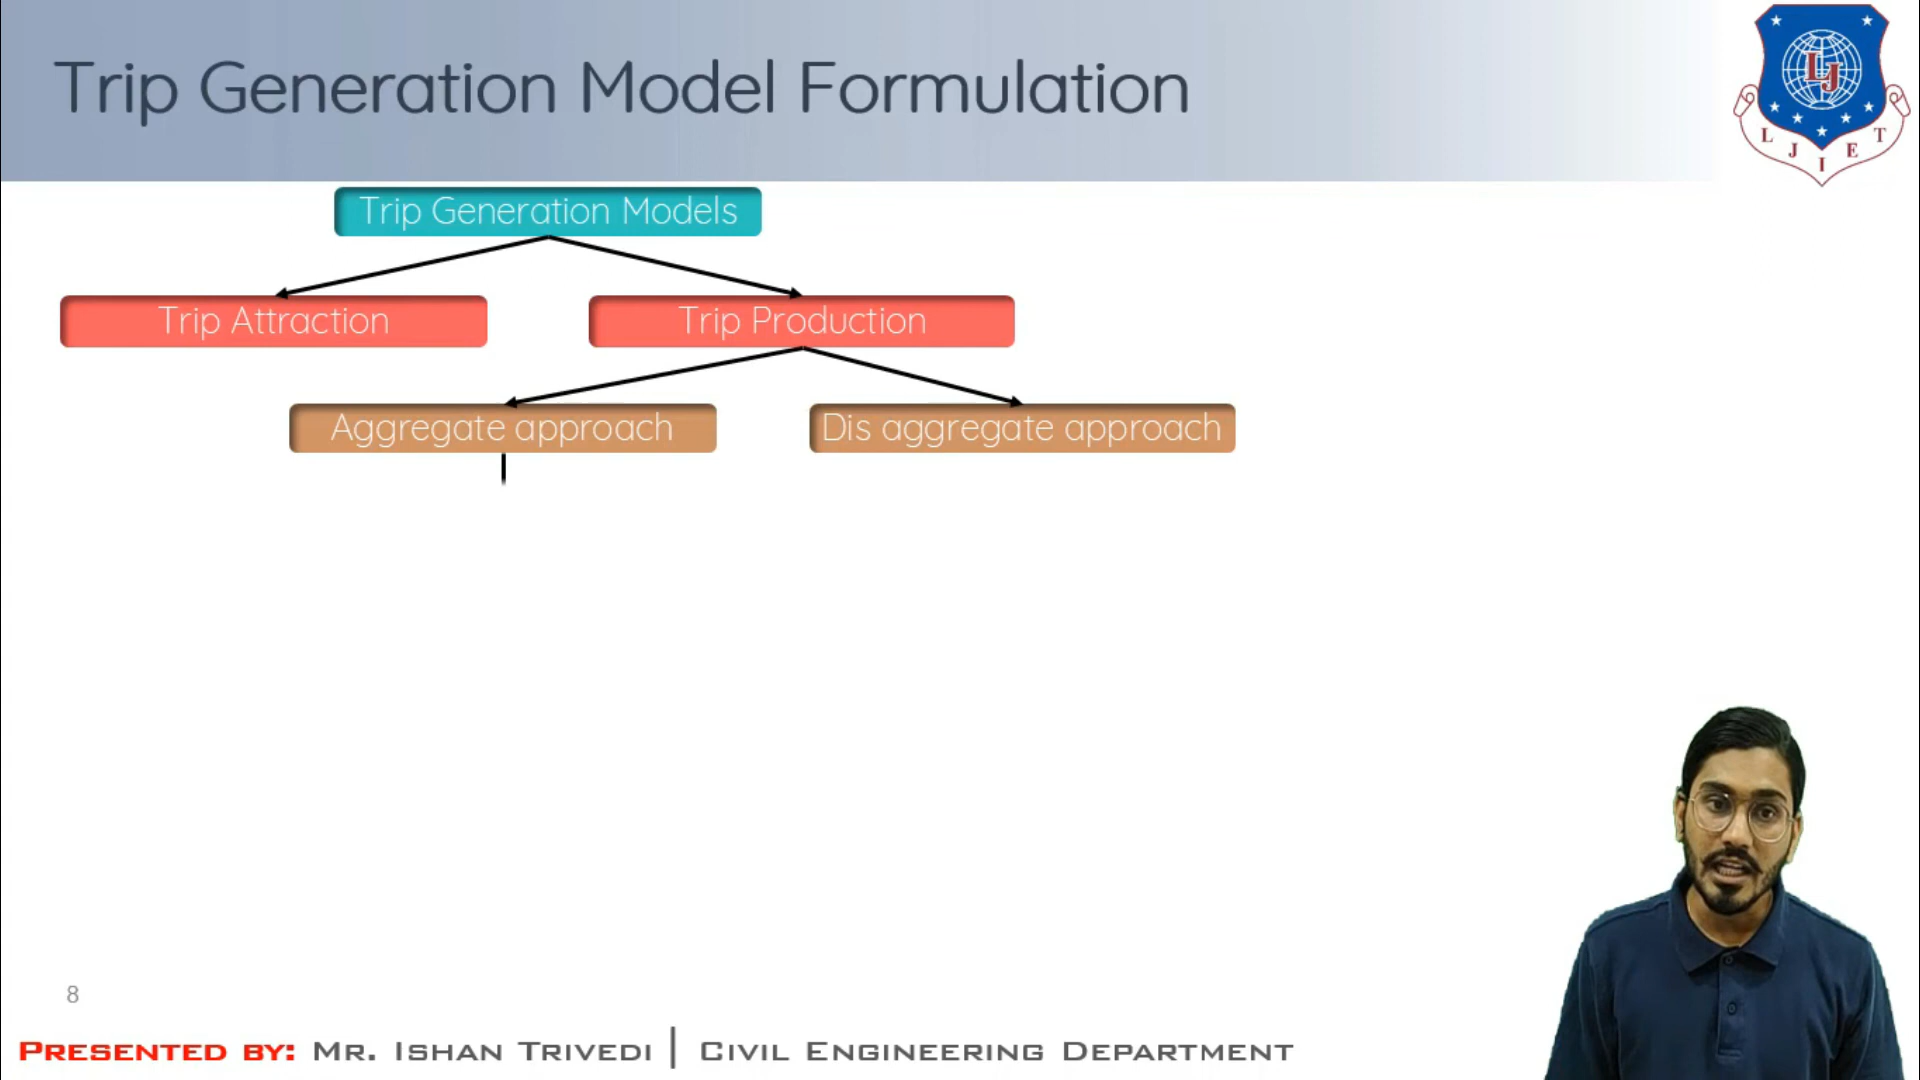 Trip Generation Model Formulation
LJ
L J I E T
Trip Generation Models
Trip Attraction
Trip Production
Aggregate approach
Dis aggregate approach
8
PRESENTED BY: MR. ISHAN TRIVEDI | CIVIL ENGINEERING DEPARTMENT